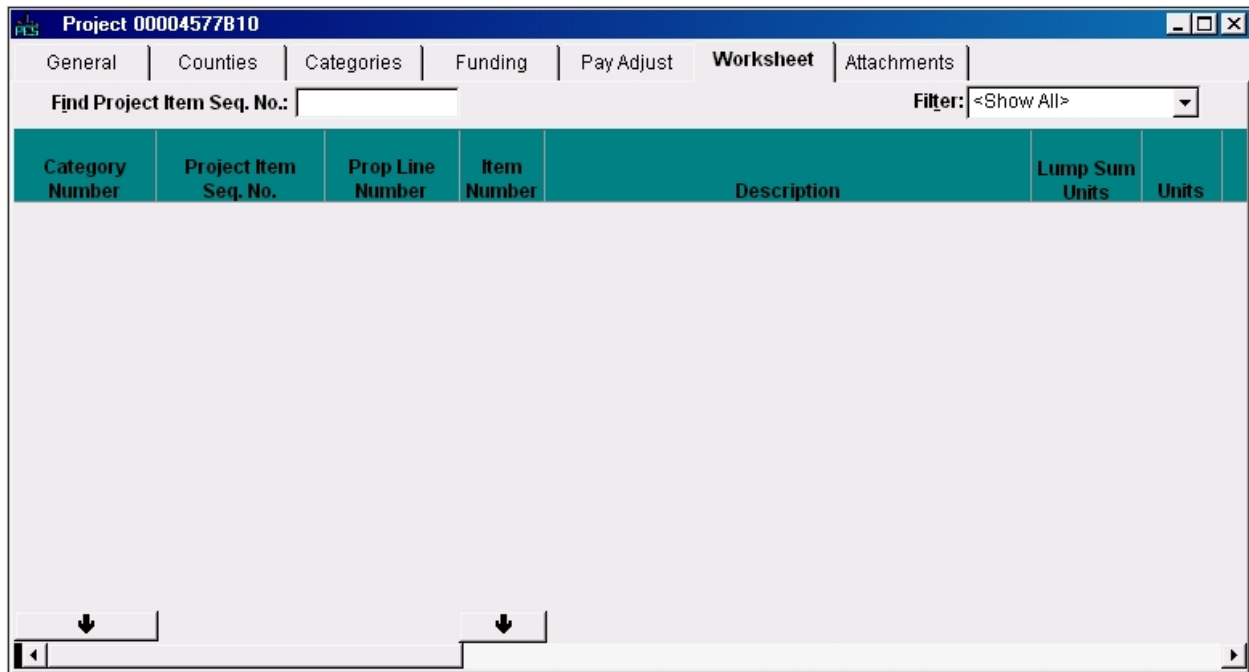 PCS Project 00004577B10
General Counties Categories Funding Pay Adjust Worksheet Attachments
Find Project Item Seq. No.: Filter: <Show All>
Category Number Project Item Seq. No. Prop Line Number Item Number Description Lump Sum Units Units